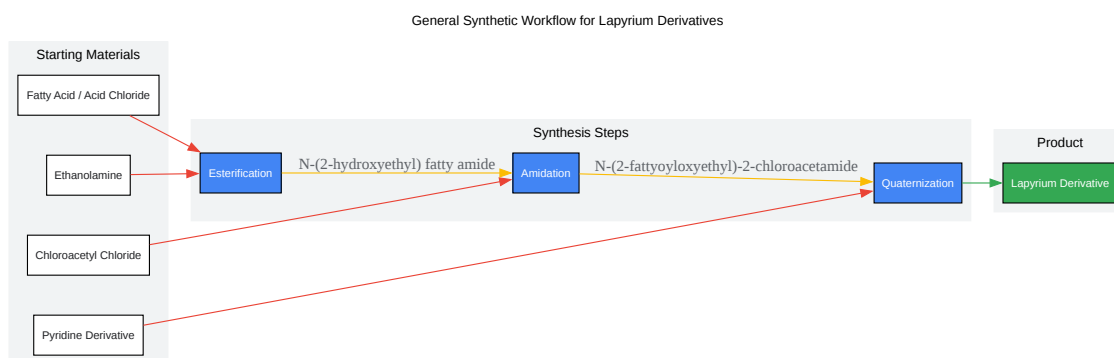 General Synthetic Workflow for Lapyrium Derivatives
Starting Materials
Fatty Acid / Acid Chloride
Ethanolamine
Chloroacetyl Chloride
Pyridine Derivative
Synthesis Steps
Esterification
N-(2-hydroxyethyl) fatty amide
Amidation
N-(2-fattyoyloxyethyl)-2-chloroacetamide
Quaternization
Product
Lapyrium Derivative